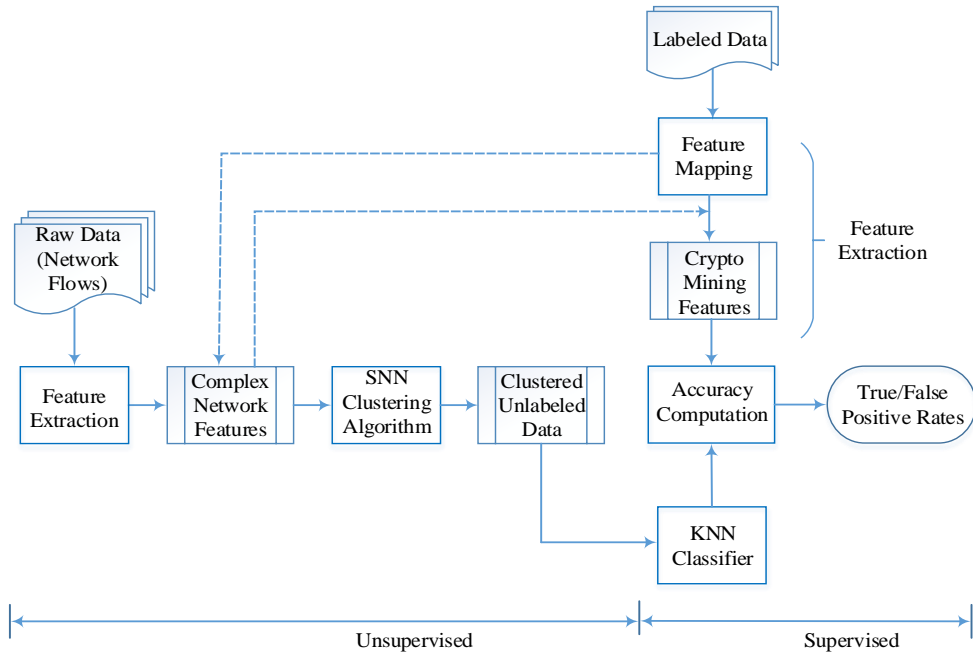 Labeled Data
Feature
Mapping
Feature
Extraction
Raw Data
(Network
Flows)
Crypto
Mining
Features
Feature
Extraction
Complex
Network
Features
SNN
Clustering
Algorithm
Clustered
Unlabeled
Data
Accuracy
Computation
True/False
Positive Rates
KNN
Classifier
Unsupervised
Supervised